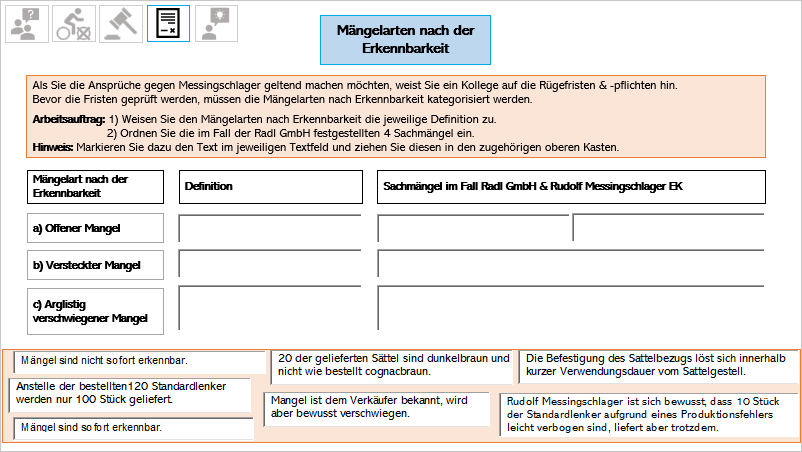 Mängelarten nach der
Erkennbarkeit
Als Sie die Ansprüche gegen Messingschlager geltend machen möchten, weist Sie ein Kollege auf die Rügefristen & -pflichten hin.
Bevor die Fristen geprüft werden, müssen die Mängelarten nach Erkennbarkeit kategorisiert werden.
Arbeitsauftrag: 1) Weisen Sie den Mängelarten nach Erkennbarkeit die jeweilige Definition zu.
2) Ordnen Sie die im Fall der Radl GmbH festgestellten 4 Sachmängel ein.
Hinweis: Markieren Sie dazu den Text im jeweiligen Textfeld und ziehen Sie diesen in den zugehörigen oberen Kasten.
Mängelart nach der
Erkennbarkeit
Definition
Sachmängel im Fall Radl GmbH & Rudolf Messingschlager EK
a) Offener Mangel
b) Versteckter Mangel
c) Arglistig
verschwiegener Mangel
Mängel sind nicht sofort erkennbar.
20 der gelieferten Sättel sind dunkelbraun und
nicht wie bestellt cognacbraun.
Die Befestigung des Sattelbezugs löst sich innerhalb
kurzer Verwendungsdauer vom Sattelgestell.
Anstelle der bestellten120 Standardlenker
werden nur 100 Stück geliefert.
Mangel ist dem Verkäufer bekannt, wird
aber bewusst verschwiegen.
Rudolf Messingschlager ist sich bewusst, dass 10 Stück
der Standardlenker aufgrund eines Produktionsfehlers
leicht verbogen sind, liefert aber trotzdem.
Mängel sind sofort erkennbar.